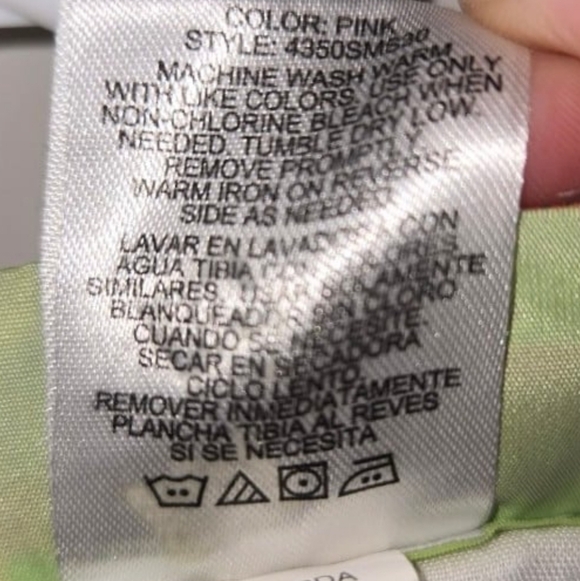 COLOR: PINK
STYLE: 4350SM
MACHINE WASH WARM
WITH LIKE COLORS. USE ONLY
NON-CHLORINE BLEACH WHEN
NEEDED. TUMBLE DRY LOW.
REMOVE PROMPTLY
WARM IRON ON REVERSE
SIDE AS NEEDED
LAVAR EN LAVADORA CON
AGUA TIBIA CON COLORES
SIMILARES. USAR SOLAMENTE
BLANQUEADOR SIN CLORO
CUANDO SE NECESITE.
SECAR EN SECADORA
CICLO LENTO.
REMOVER INMEDIATAMENTE
PLANCHA TIBIA AL REVES
SI SE NECESITA